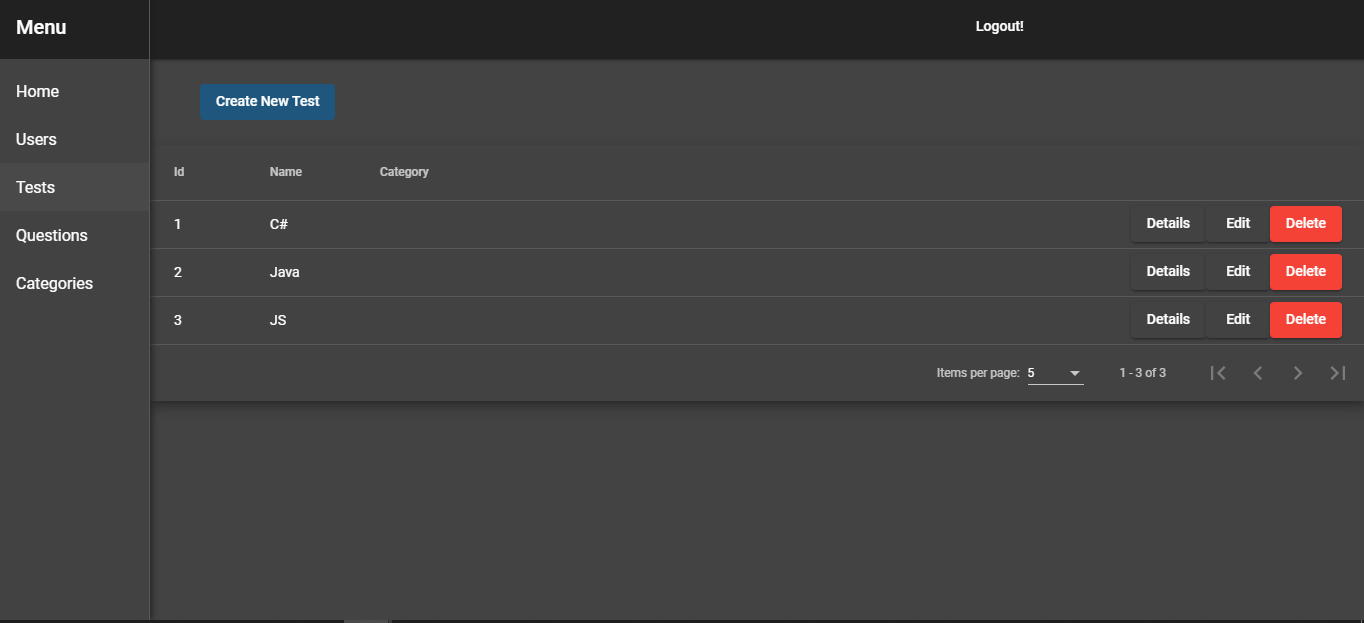 Menu
Logout!
Home
Users
Tests
Questions
Categories
Create New Test
Id Name Category
1 C# Details Edit Delete
2 Java Details Edit Delete
3 JS Details Edit Delete
Items per page: 5 1 - 3 of 3